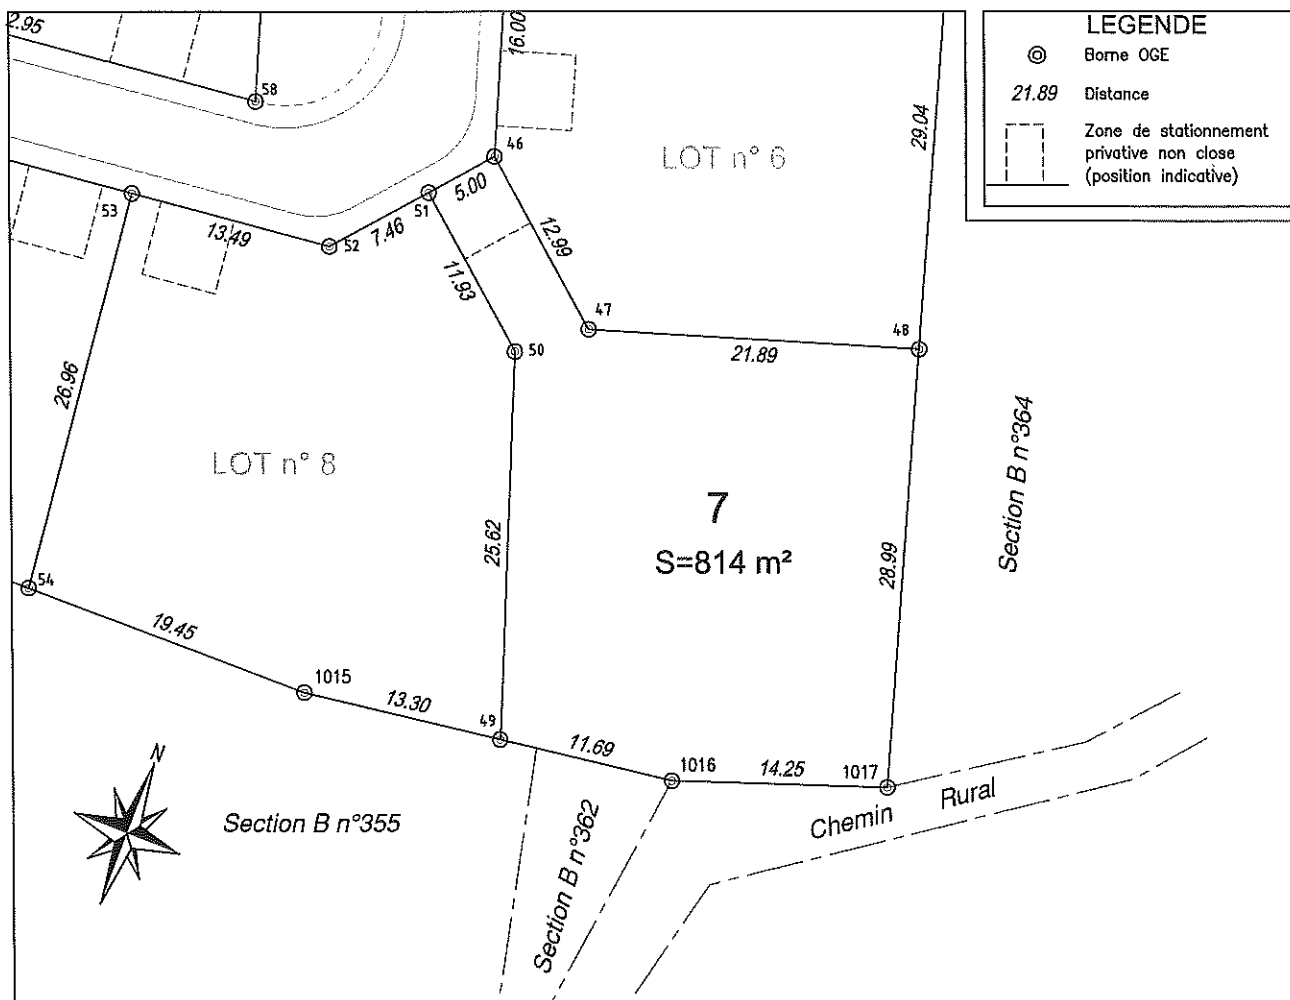 2.95
58
16.00
46
LOT n° 6
29.04
LEGENDE
Borne OGE
21.89 Distance
Zone de stationnement
privative non close
(position indicative)
53
13.49
52
7.46
51
5.00
12.99
11.93
47
48
50
21.89
26.96
LOT n° 8
25.62
7
S=814 m²
28.99
Section B n°364
54
19.45
1015
13.30
49
11.69
1016
14.25
1017
N
Section B n°355
Section B n°362
Chemin Rural